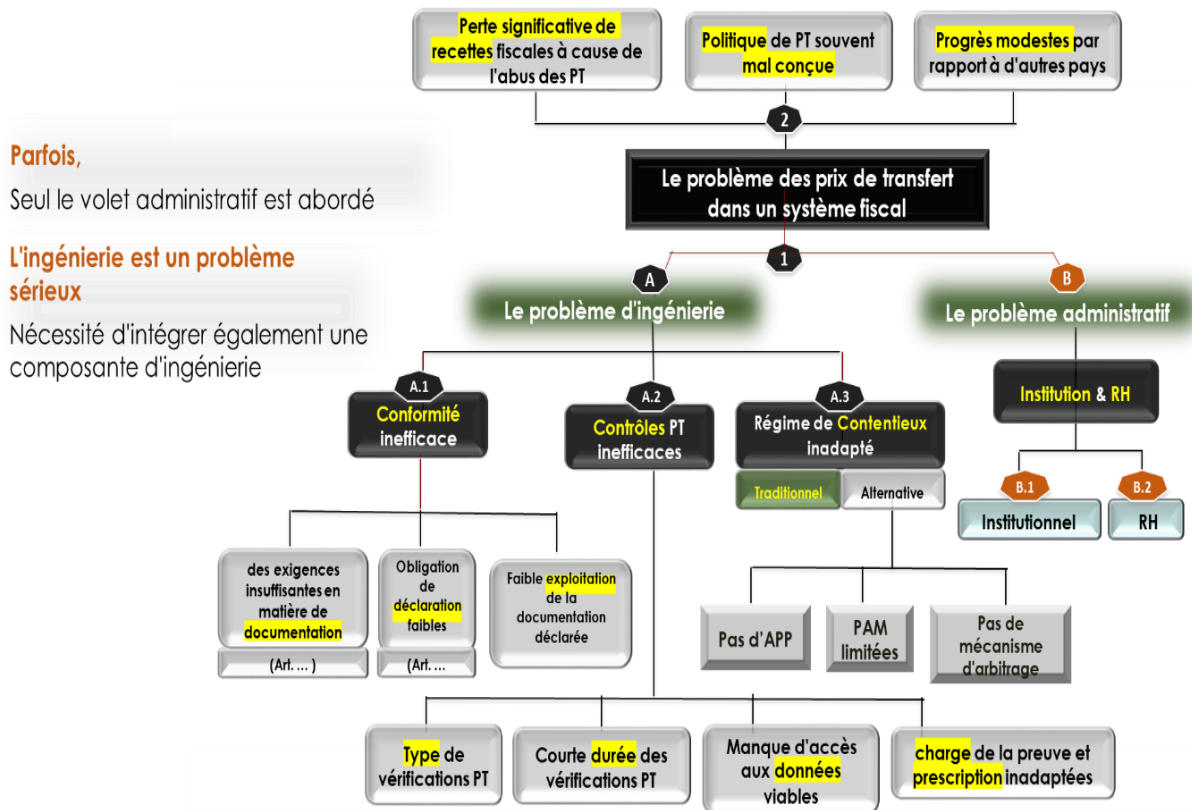 Perte significative de
recettes fiscales à cause de
l'abus des PT
Politique de PT souvent
mal conçue
Progrès modestes par
rapport à d'autres pays
2
Parfois,
Seul le volet administratif est abordé
L'ingénierie est un problème
sérieux
Nécessité d'intégrer également une
composante d'ingénierie
Le problème des prix de transfert
dans un système fiscal
1
A
Le problème d'ingénierie
B
Le problème administratif
A.1
Conformité
inefficace
A.2
Contrôles PT
inefficaces
A.3
Régime de Contentieux
inadapté
Traditionnel
Alternative
Institution & RH
B.1
Institutionnel
B.2
RH
des exigences
insuffisantes en
matière de
documentation
(Art. ... )
Obligation
de
déclaration
faibles
(Art. ...
Faible exploitation
de la
documentation
déclarée
Pas d'APP
PAM
limitées
Pas de
mécanisme
d'arbitrage
Type de
vérifications PT
Courte durée des
vérifications PT
Manque d'accès
aux données
viables
charge de la preuve et
prescription inadaptées